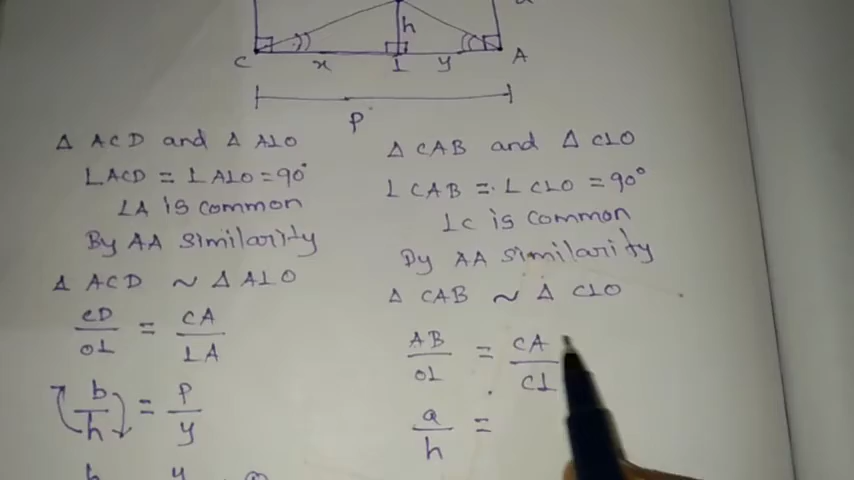 h
C x L y A
P
Δ ACD and Δ ALO
∠ACD = ∠ALO = 90°
∠A is common
By AA similarity
Δ ACD ~ Δ ALO
CD/OL = CA/LA
b/h = P/y
h y
Δ CAB and Δ CLO
∠CAB = ∠CLO = 90°
∠C is common
By AA similarity
Δ CAB ~ Δ CLO
AB/OL = CA/CL
a/h =